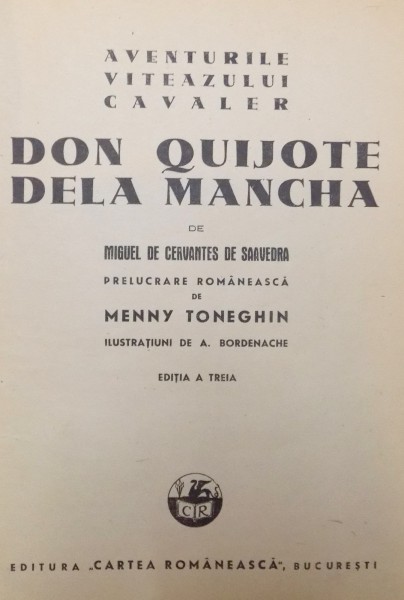 AVENTURILE
VITEAZULUI
CAVALER
DON QUIJOTE
DELA MANCHA
DE
MIGUEL DE CERVANTES DE SAAVEDRA
PRELUCRARE ROMÂNEASCĂ
DE
MENNY TONEGHIN
ILUSTRAȚIUNI DE A. BORDENACHE
EDIȚIA A TREIA
C R
EDITURA „CARTEA ROMÂNEASCĂ”, BUCUREȘTI